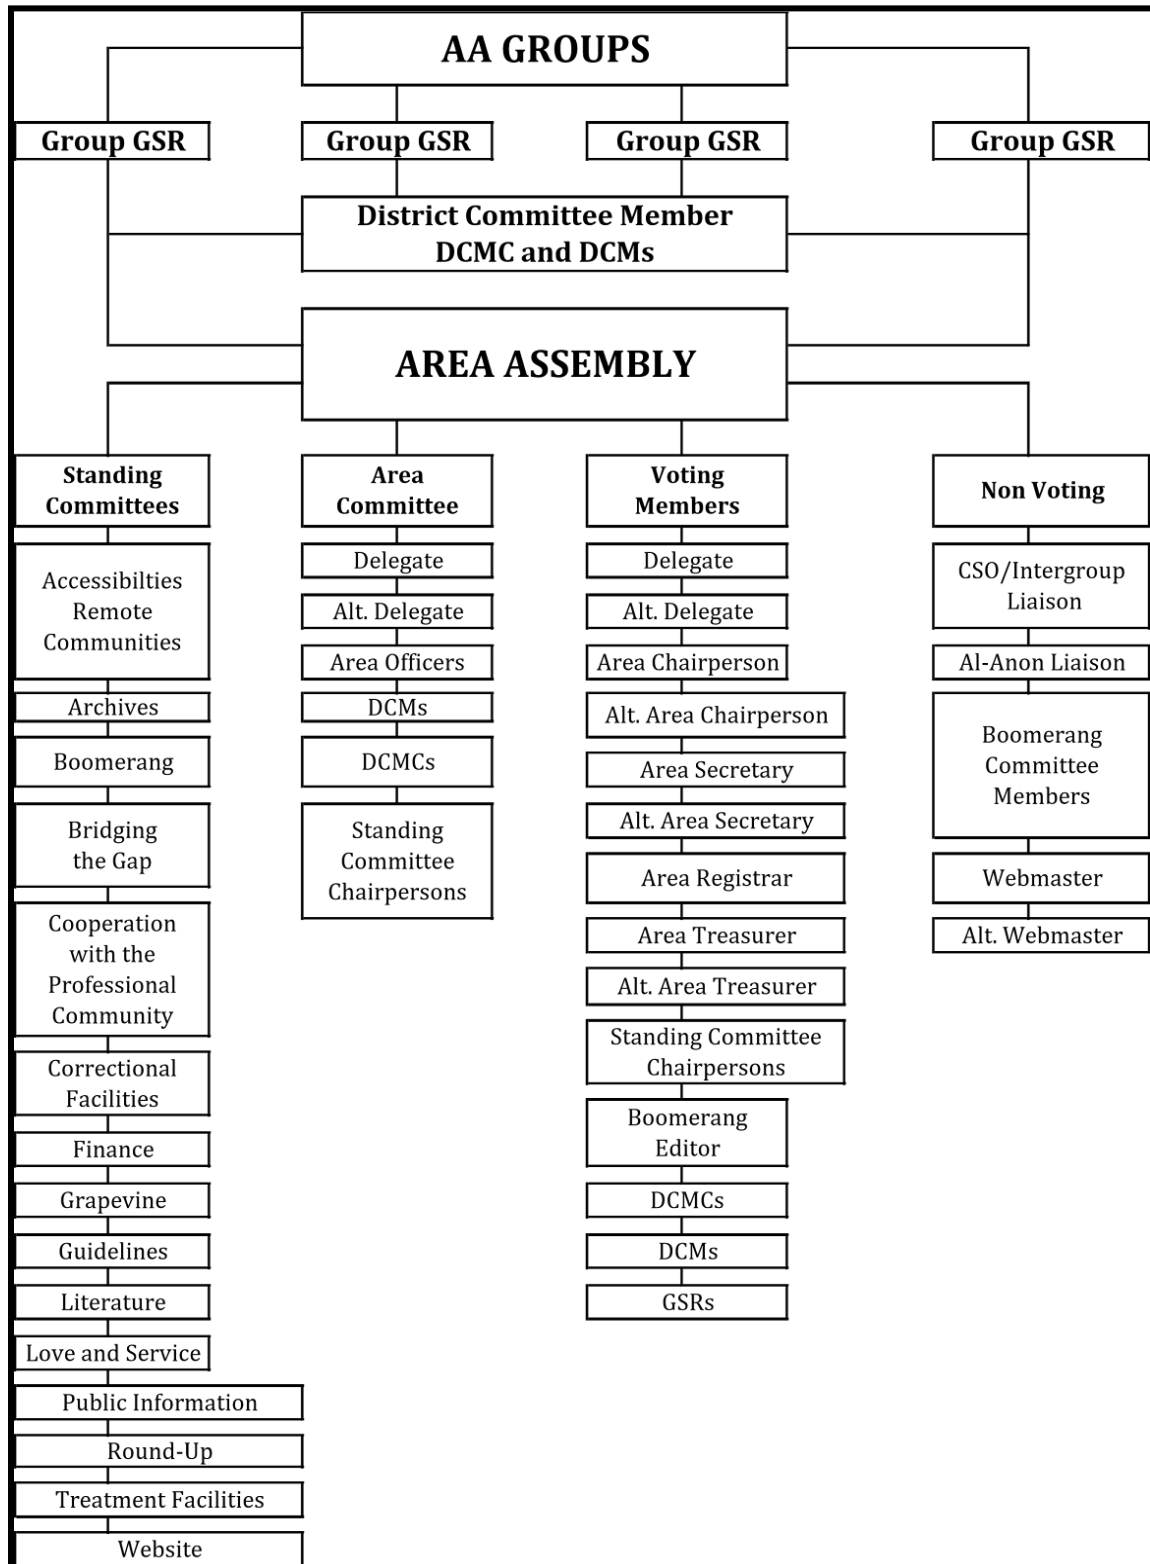 AA GROUPS
Group GSR
Group GSR
Group GSR
Group GSR
District Committee Member
DCMC and DCMs
AREA ASSEMBLY
Standing
Committees
Accessibilties
Remote
Communities
Archives
Boomerang
Bridging
the Gap
Cooperation
with the
Professional
Community
Correctional
Facilities
Finance
Grapevine
Guidelines
Literature
Love and Service
Public Information
Round-Up
Treatment Facilities
Website
Area
Committee
Delegate
Alt. Delegate
Area Officers
DCMs
DCMCs
Standing
Committee
Chairpersons
Voting
Members
Delegate
Alt. Delegate
Area Chairperson
Alt. Area Chairperson
Area Secretary
Alt. Area Secretary
Area Registrar
Area Treasurer
Alt. Area Treasurer
Standing Committee
Chairpersons
Boomerang
Editor
DCMCs
DCMs
GSRs
Non Voting
CSO/Intergroup
Liaison
Al-Anon Liaison
Boomerang
Committee
Members
Webmaster
Alt. Webmaster